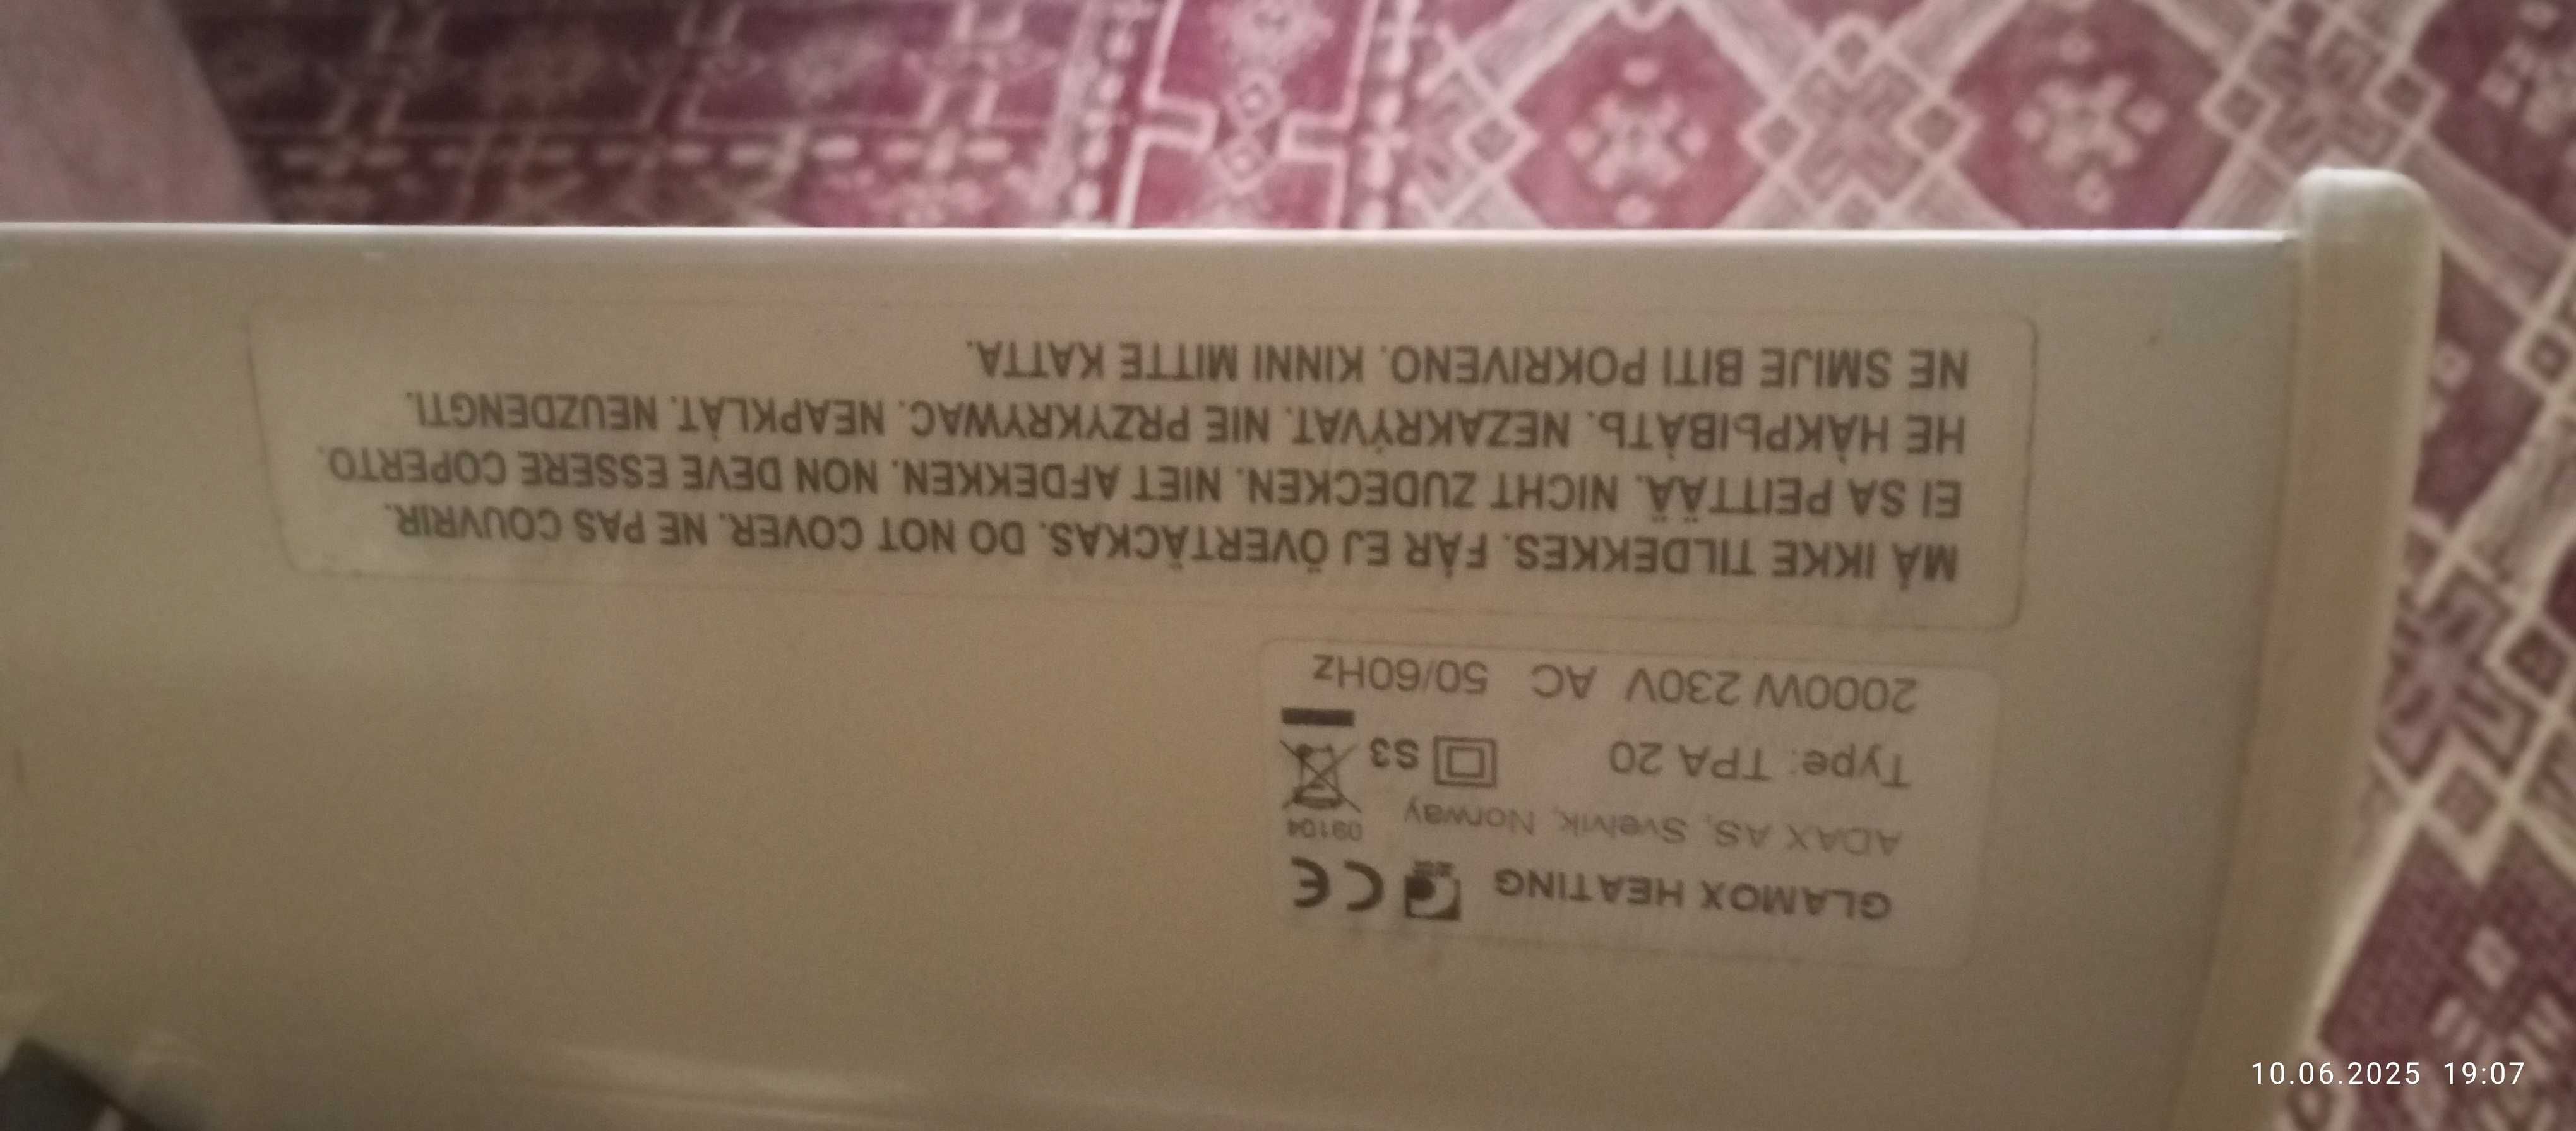 GLAMOX HEATING CE
ADAX AS, Svelvik, Norway 09104
Type: TPA 20 S3
2000W 230V AC 50/60Hz
MÅ IKKE TILDEKKES. FÅR EJ ÖVERTÄCKAS. DO NOT COVER. NE PAS COUVRIR.
EI SA PEITTÄÄ. NICHT ZUDECKEN. NIET AFDEKKEN. NON DEVE ESSERE COPERTO.
НЕ НАКРЫВАТЬ. NEZAKRÝVAT. NIE PRZYKRYWAC. NEAPKLÀT. NEUZDENGTI.
NE SMIJE BITI POKRIVENO. KINNI MITTE KATTA.
10.06.2025 19:07